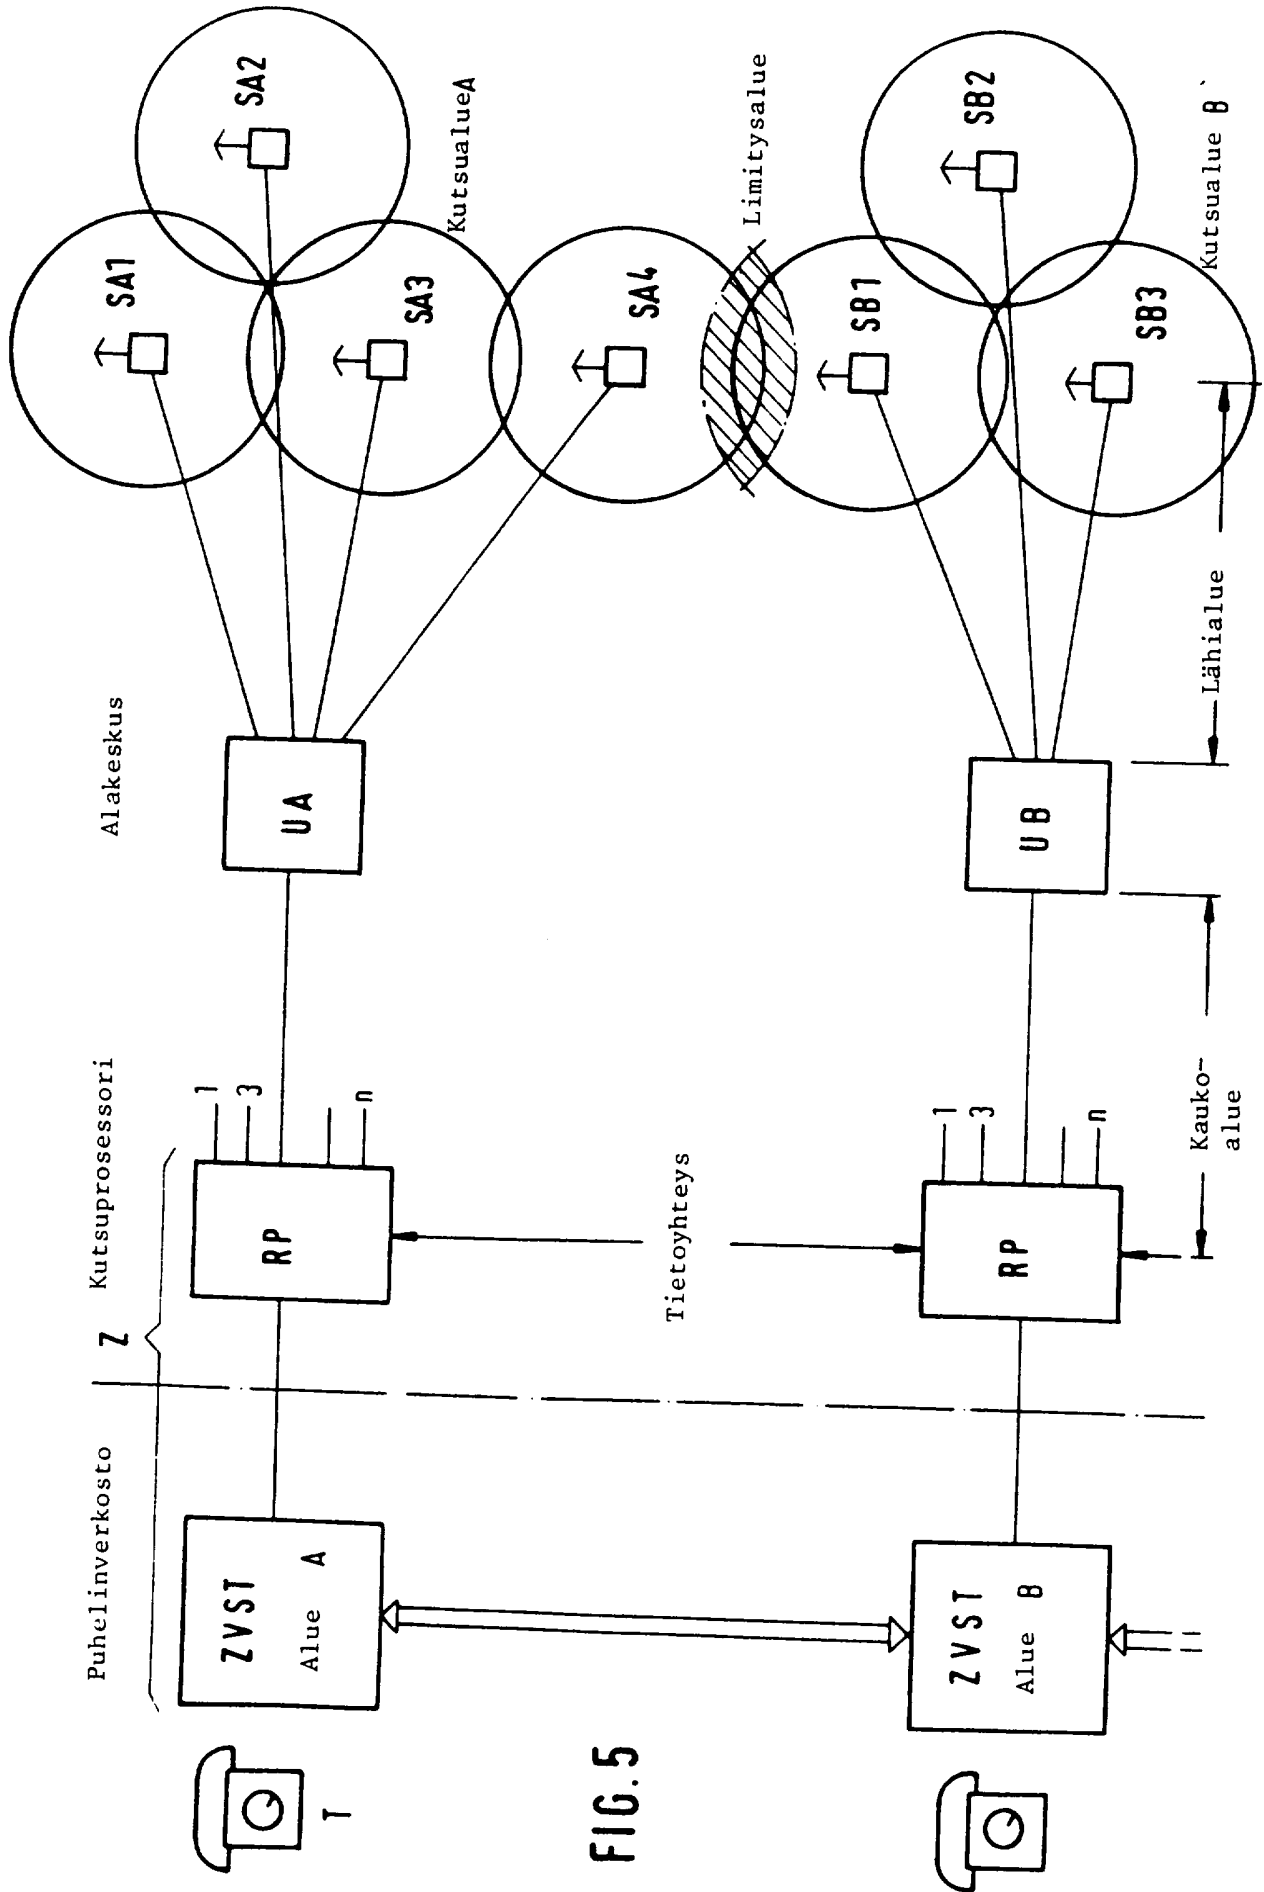 Puhelinverkosto
Z
Kutsuprosessori
Alakeskus
SA1
SA2
SA3
KutsualueA
SA4
UA
1
3
n
RP
ZVST
Alue A
T
Tietoyhteys
Limitysalue
FIG.5
SB1
SB2
SB3
Kutsualue B
UB
1
3
n
RP
ZVST
Alue B
Lähialue
Kauko-
alue